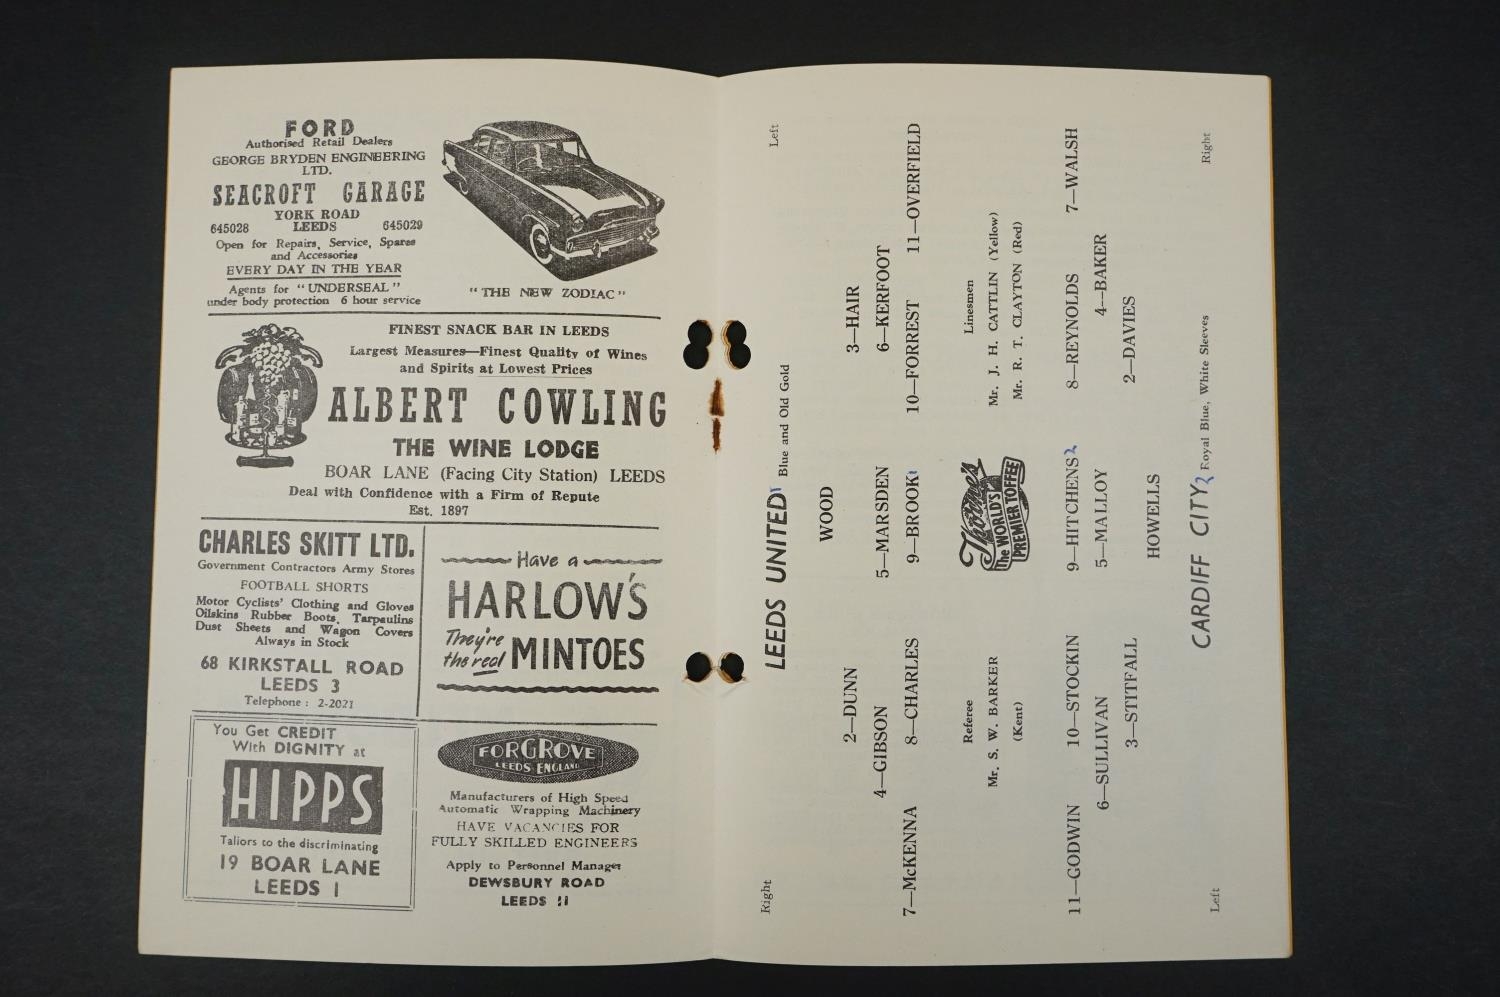 FORD
Authorised Retail Dealers
GEORGE BRYDEN ENGINEERING
LTD.
SEACROFT GARAGE
YORK ROAD
645028 LEEDS 645029
Open for Repairs, Service, Spares
and Accessories
EVERY DAY IN THE YEAR
Agents for "UNDERSEAL"
under body protection 6 hour service
"THE NEW ZODIAC"
FINEST SNACK BAR IN LEEDS
Largest Measures—Finest Quality of Wines
and Spirits at Lowest Prices
ALBERT COWLING
THE WINE LODGE
BOAR LANE (Facing City Station) LEEDS
Deal with Confidence with a Firm of Repute
Est. 1897
CHARLES SKITT LTD.
Government Contractors Army Stores
FOOTBALL SHORTS
Motor Cyclists' Clothing and Gloves
Oilskins Rubber Boots, Tarpaulins
Dust Sheets and Wagon Covers
Always in Stock
68 KIRKSTALL ROAD
LEEDS 3
Telephone : 2-2021
Have a
HARLOW'S
They're
the real MINTOES
You Get CREDIT
With DIGNITY at
HIPPS
Taliors to the discriminating
19 BOAR LANE
LEEDS 1
FORGROVE
LEEDS ENGLAND
Manufacturers of High Speed
Automatic Wrapping Machinery
HAVE VACANCIES FOR
FULLY SKILLED ENGINEERS
Apply to Personnel Manager
DEWSBURY ROAD
LEEDS 11
Right LEEDS UNITED 1 Blue and Old Gold Left
WOOD
2—DUNN 3—HAIR
4—GIBSON 5—MARSDEN 6—KERFOOT
7—McKENNA 8—CHARLES 9—BROOK 1 10—FORREST 11—OVERFIELD
Referee
Mr. S. W. BARKER
(Kent)
Thorne's
The WORLD'S
PREMIER TOFFEE
Linesmen
Mr. J. H. CATTLIN (Yellow)
Mr. R. T. CLAYTON (Red)
11—GODWIN 10—STOCKIN 9—HITCHENS 2 8—REYNOLDS 7—WALSH
6—SULLIVAN 5—MALLOY 4—BAKER
3—STITFALL 2—DAVIES
HOWELLS
Left CARDIFF CITY 2 Royal Blue, White Sleeves Right